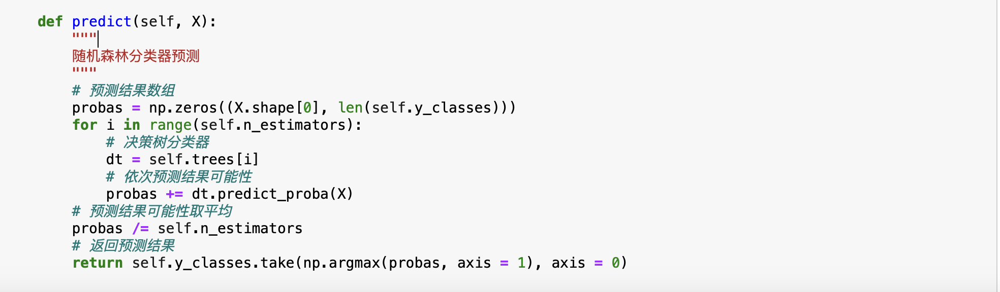 def predict(self, X):
    """
    随机森林分类器预测
    """
    # 预测结果数组
    probas = np.zeros((X.shape[0], len(self.y_classes)))
    for i in range(self.n_estimators):
        # 决策树分类器
        dt = self.trees[i]
        # 依次预测结果可能性
        probas += dt.predict_proba(X)
    # 预测结果可能性取平均
    probas /= self.n_estimators
    # 返回预测结果
    return self.y_classes.take(np.argmax(probas, axis = 1), axis = 0)